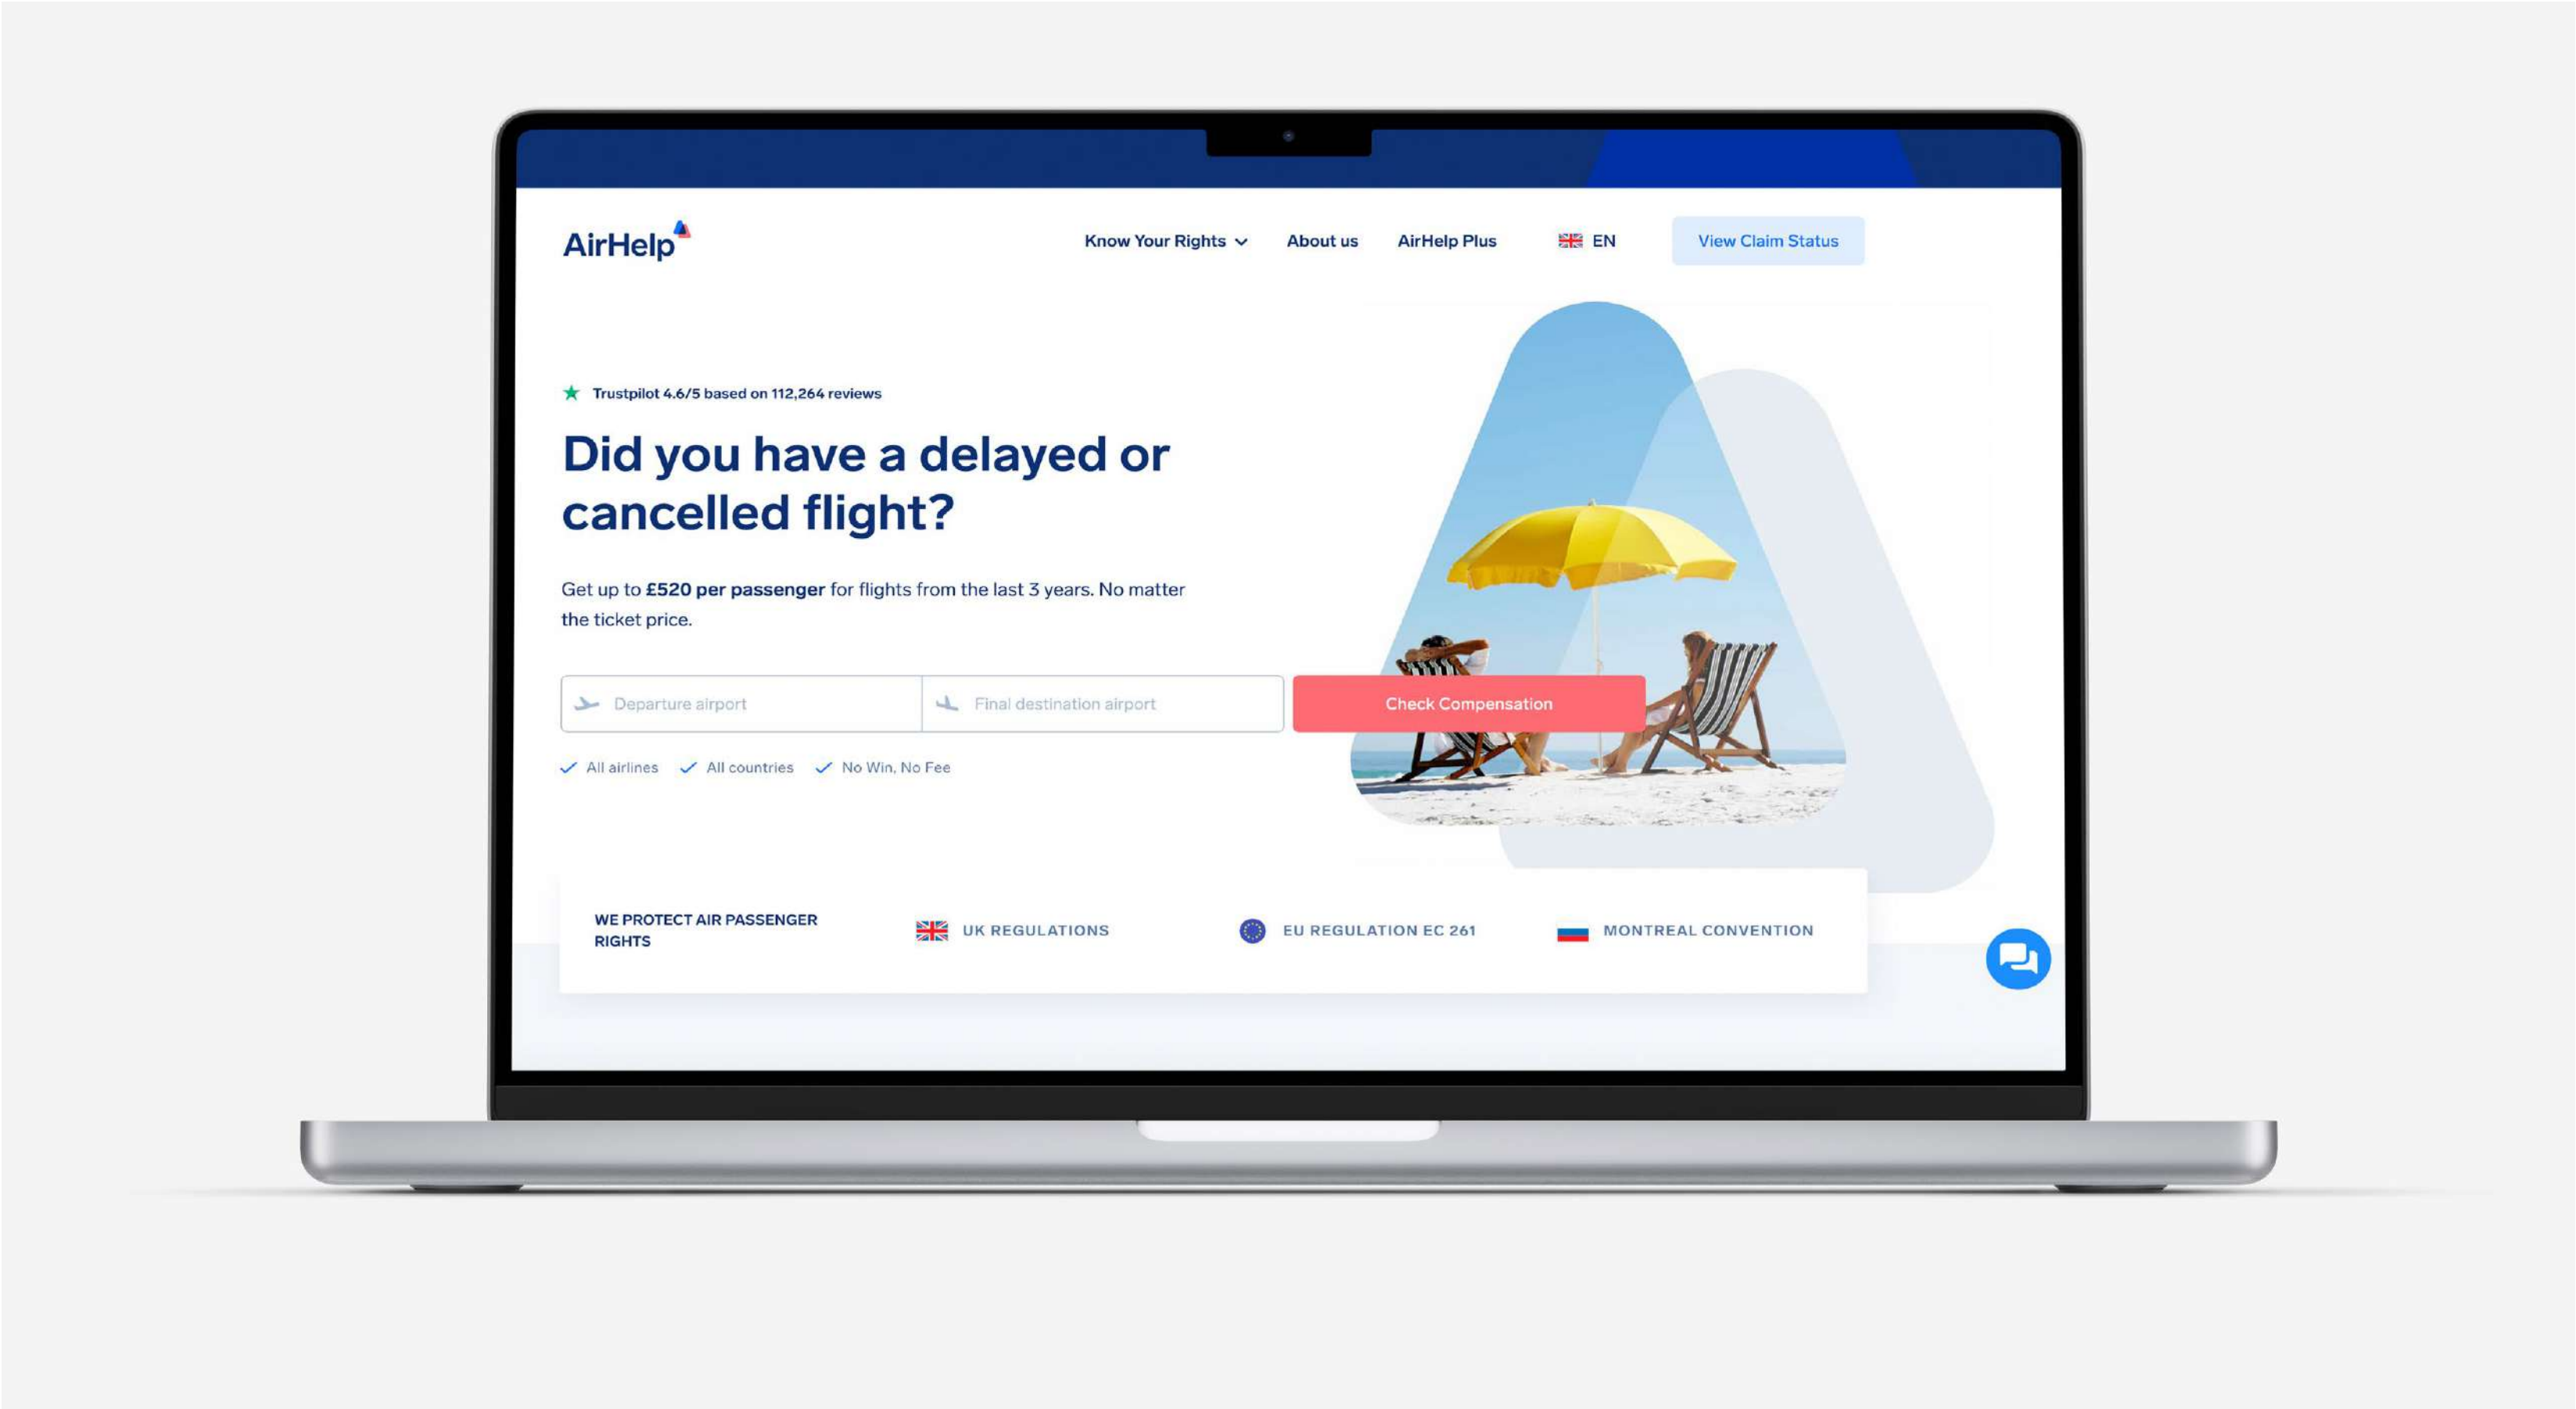 AirHelp
Know Your Rights
About us
AirHelp Plus
EN
View Claim Status
Trustpilot 4.6/5 based on 112,264 reviews
Did you have a delayed or
cancelled flight?
Get up to £520 per passenger for flights from the last 3 years. No matter
the ticket price.
Departure airport
Final destination airport
Check Compensation
All airlines
All countries
No Win, No Fee
WE PROTECT AIR PASSENGER
RIGHTS
UK REGULATIONS
EU REGULATION EC 261
MONTREAL CONVENTION